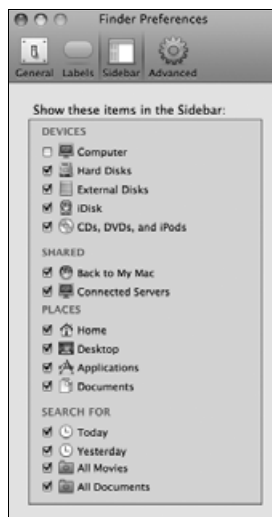 Finder Preferences
General Labels Sidebar Advanced
Show these items in the Sidebar:
DEVICES
Computer
Hard Disks
External Disks
iDisk
CDs, DVDs, and iPods
SHARED
Back to My Mac
Connected Servers
PLACES
Home
Desktop
Applications
Documents
SEARCH FOR
Today
Yesterday
All Movies
All Documents